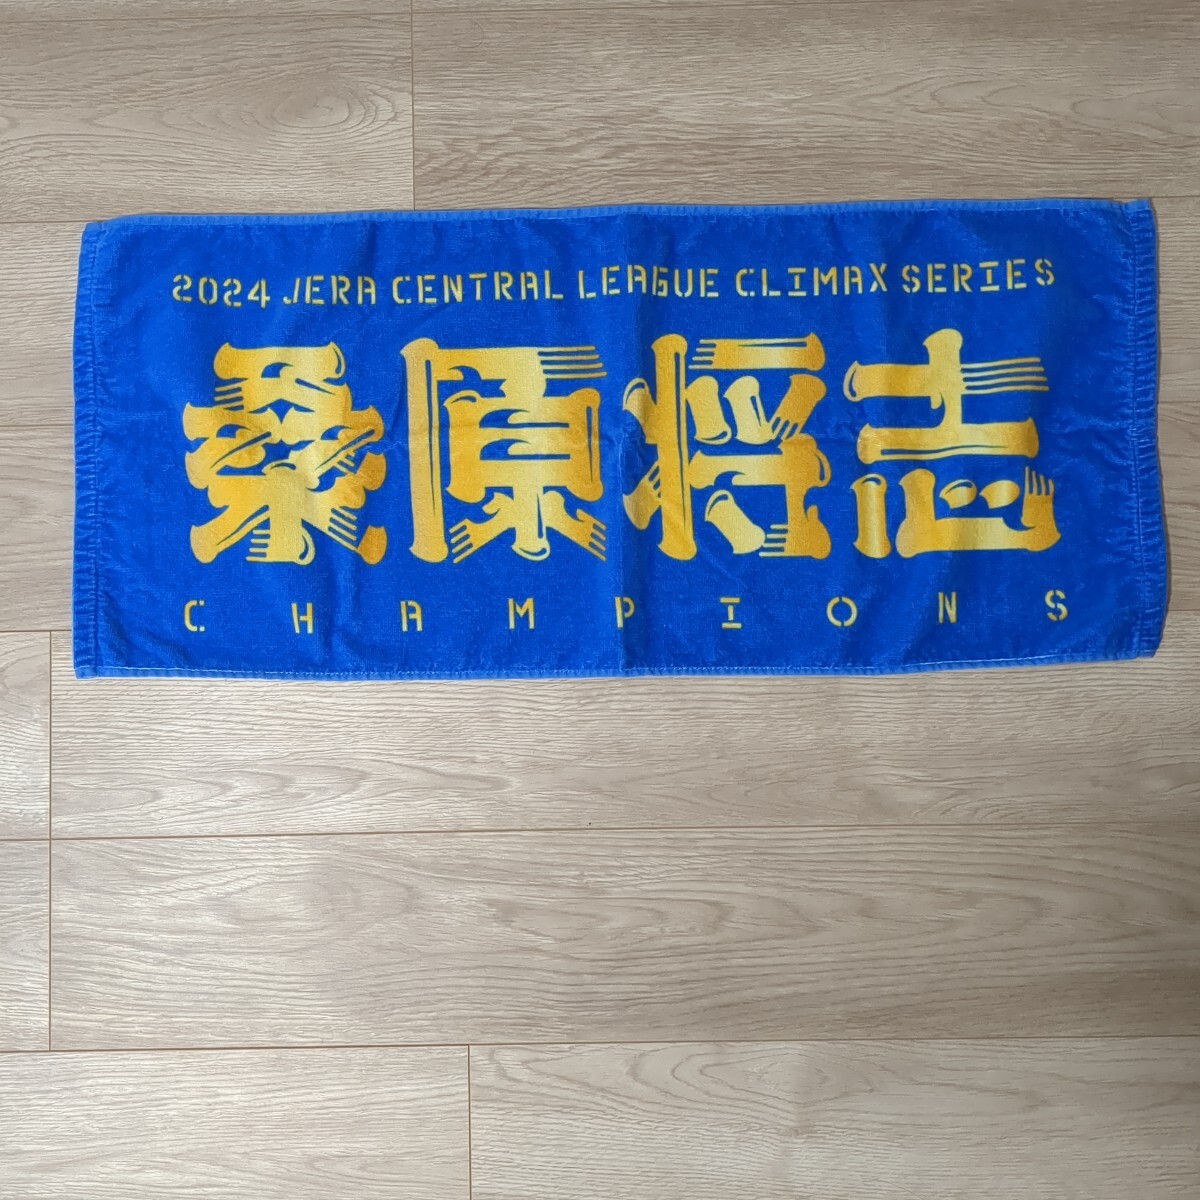 2024 JERA CENTRAL LEAGUE CLIMAX SERIES
桑原将志
CHAMPIONS